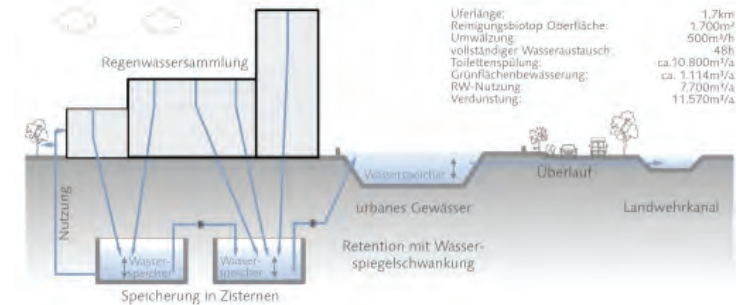 Uferlänge: 1,7km
Reinigungsbiotop Oberfläche: 1.700m²
Umwälzung: 500m³/h
vollständiger Wasseraustausch: 48h
Toilettenspülung: ca.10.800m³/a
Grünflächenbewässerung: ca. 1.114m³/a
RW-Nutzung: 7.700m³/a
Verdunstung: 11.570m³/a
Regenwassersammlung
Wasserspeicher
Überlauf
urbanes Gewässer
Landwehrkanal
Nutzung
Retention mit Wasser-
spiegelschwankung
Wasser-
speicher
Wasser-
speicher
Speicherung in Zisternen